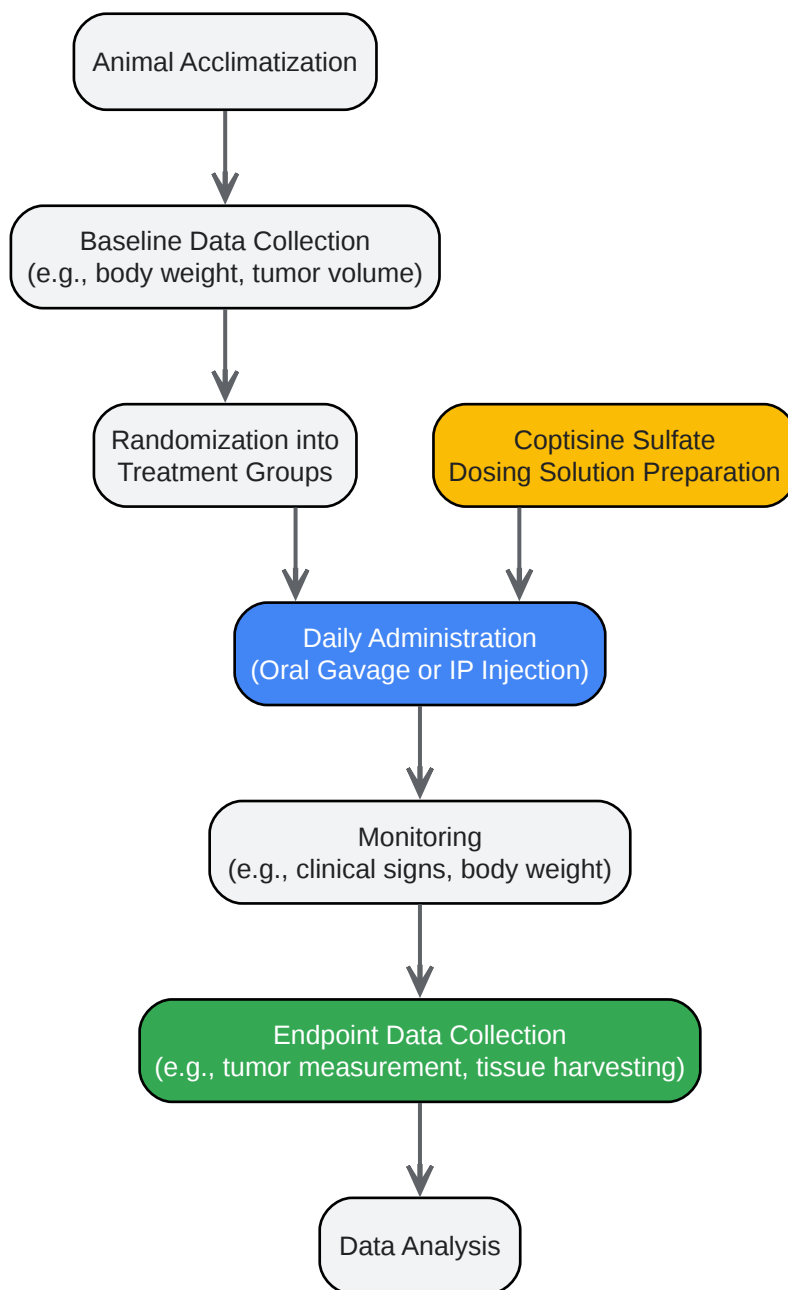 Animal Acclimatization
Baseline Data Collection
(e.g., body weight, tumor volume)
Randomization into
Treatment Groups
Coptisine Sulfate
Dosing Solution Preparation
Daily Administration
(Oral Gavage or IP Injection)
Monitoring
(e.g., clinical signs, body weight)
Endpoint Data Collection
(e.g., tumor measurement, tissue harvesting)
Data Analysis